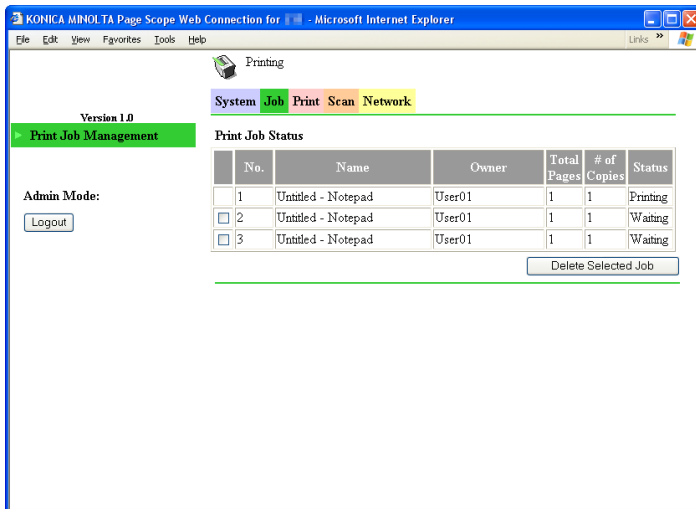 KONICA MINOLTA Page Scope Web Connection for - Microsoft Internet Explorer
File Edit View Favorites Tools Help Links »
Printing
System Job Print Scan Network
Version 1.0
Print Job Management
Print Job Status
No. Name Owner Total Pages # of Copies Status
1 Untitled - Notepad User01 1 1 Printing
2 Untitled - Notepad User01 1 1 Waiting
3 Untitled - Notepad User01 1 1 Waiting
Admin Mode:
Logout
Delete Selected Job